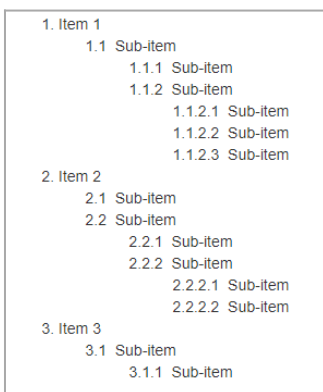 1. Item 1
1.1 Sub-item
1.1.1 Sub-item
1.1.2 Sub-item
1.1.2.1 Sub-item
1.1.2.2 Sub-item
1.1.2.3 Sub-item
2. Item 2
2.1 Sub-item
2.2 Sub-item
2.2.1 Sub-item
2.2.2 Sub-item
2.2.2.1 Sub-item
2.2.2.2 Sub-item
3. Item 3
3.1 Sub-item
3.1.1 Sub-item